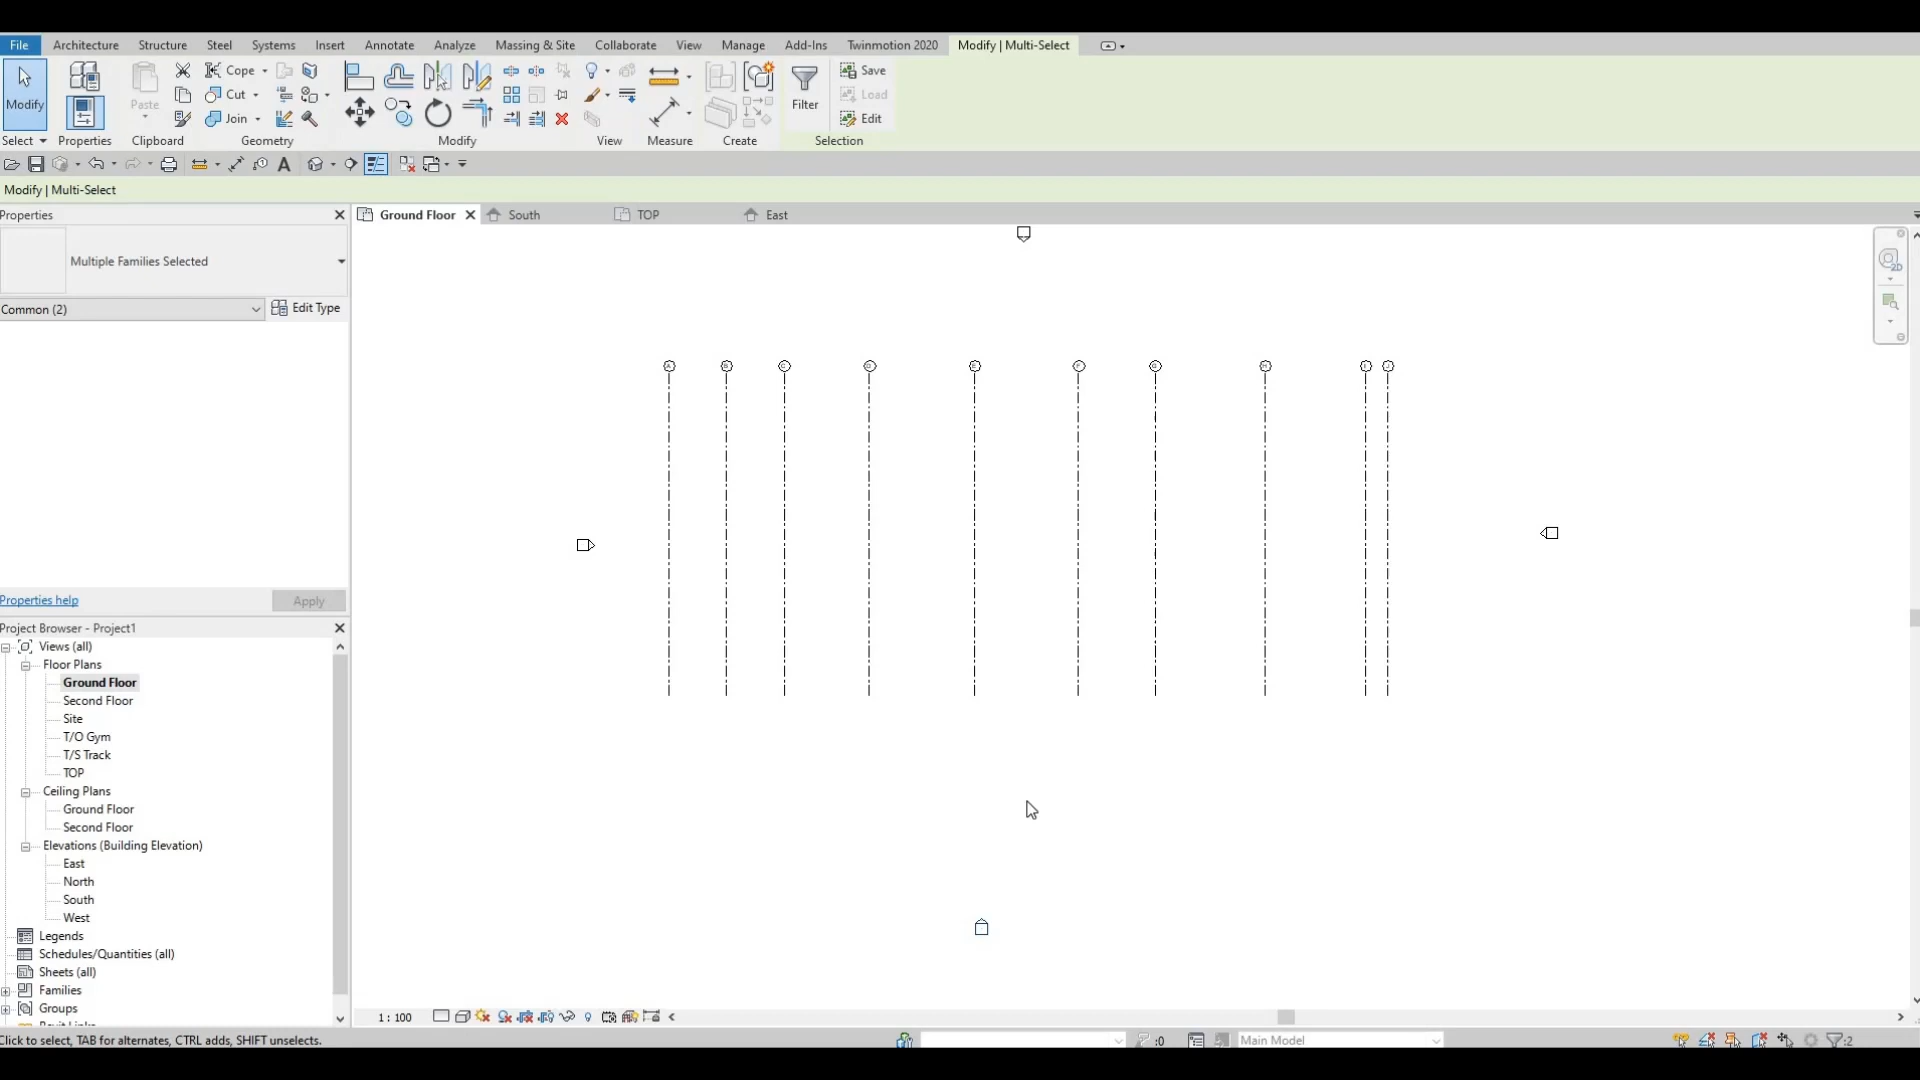 File Architecture Structure Steel Systems Insert Annotate Analyze Massing & Site Collaborate View Manage Add-Ins Twinmotion 2020 Modify | Multi-Select
Cope Save
Cut Load
Modify Paste Filter
Join Edit
Select Properties Clipboard Geometry Modify View Measure Create Selection
Modify | Multi-Select
Properties
Ground Floor South TOP East
Multiple Families Selected
Common (2) Edit Type
2D
A B C D E F G H I J
Properties help Apply
Project Browser - Project1
Views (all)
Floor Plans
Ground Floor
Second Floor
Site
T/O Gym
T/S Track
TOP
Ceiling Plans
Ground Floor
Second Floor
Elevations (Building Elevation)
East
North
South
West
Legends
Schedules/Quantities (all)
Sheets (all)
Families
Groups
1 : 100
Click to select, TAB for alternates, CTRL adds, SHIFT unselects. :0 Main Model :2